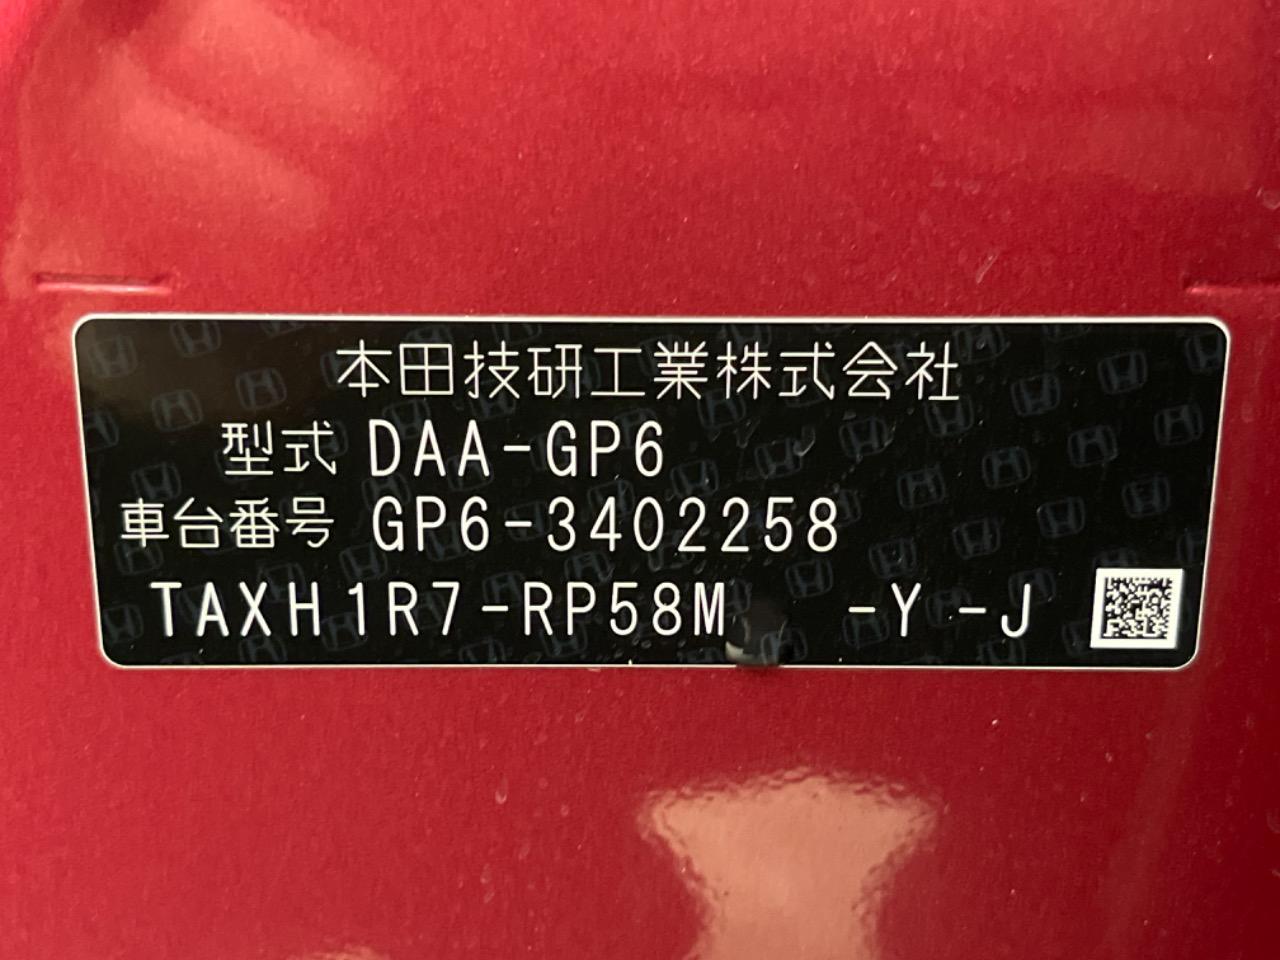 本田技研工業株式会社
型式 DAA-GP6
車台番号 GP6-3402258
TAXH1R7-RP58M -Y -J